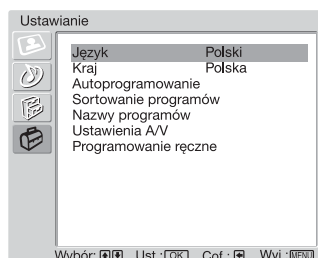 Ustawianie
Język Polski
Kraj Polska
Autoprogramowanie
Sortowanie programów
Nazwy programów
Ustawienia A/V
Programowanie ręczne
Wybór: Ust.: OK Cof.: Wyj.: MENU